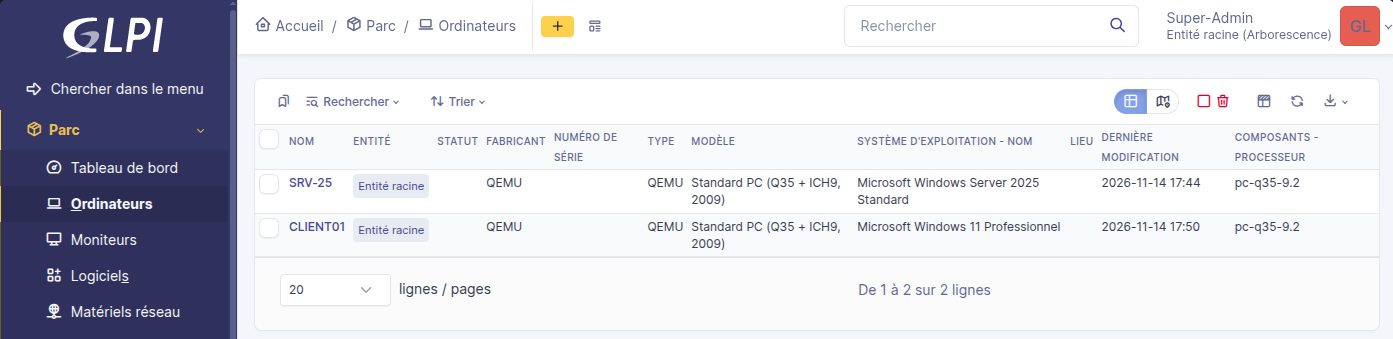 GLPI
Accueil / Parc / Ordinateurs
Rechercher
Super-Admin
Entité racine (Arborescence)
GL
Chercher dans le menu
Parc
Tableau de bord
Ordinateurs
Moniteurs
Logiciels
Matériels réseau
Rechercher Trier
NOM ENTITÉ STATUT FABRICANT NUMÉRO DE SÉRIE TYPE MODÈLE SYSTÈME D'EXPLOITATION - NOM LIEU DERNIÈRE MODIFICATION COMPOSANTS - PROCESSEUR
SRV-25 Entité racine QEMU QEMU Standard PC (Q35 + ICH9, 2009) Microsoft Windows Server 2025 Standard 2026-11-14 17:44 pc-q35-9.2
CLIENT01 Entité racine QEMU QEMU Standard PC (Q35 + ICH9, 2009) Microsoft Windows 11 Professionnel 2026-11-14 17:50 pc-q35-9.2
20 lignes / pages De 1 à 2 sur 2 lignes